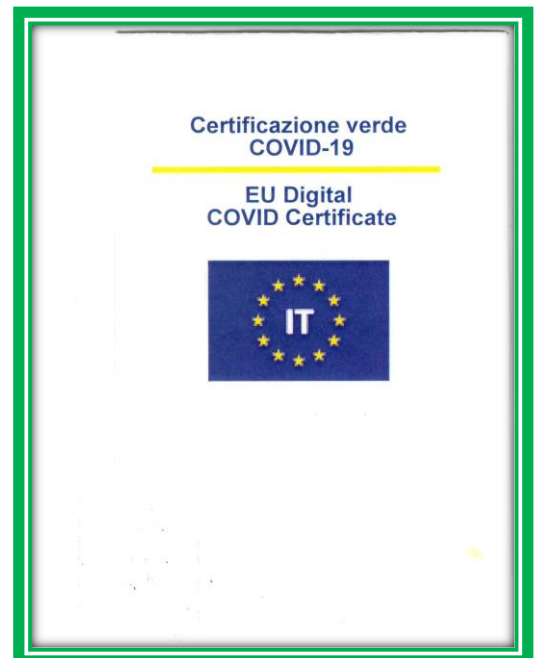 Certificazione verde
COVID-19
EU Digital
COVID Certificate
IT